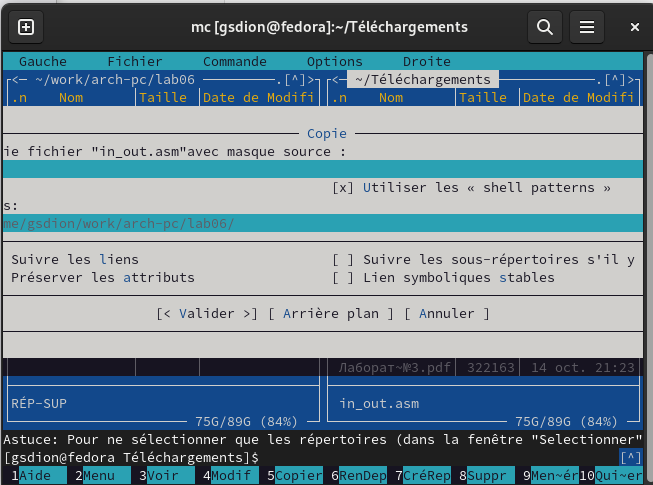 mc [gsdion@fedora]:~/Téléchargements
Gauche Fichier Commande Options Droite
<— ~/work/arch-pc/lab06 .[^]> <— ~/Téléchargements .[^]>
.n Nom Taille Date de Modifi .n Nom Taille Date de Modifi
Copie
ie fichier "in_out.asm"avec masque source :
[x] Utiliser les « shell patterns »
s:
me/gsdion/work/arch-pc/lab06/
Suivre les liens [ ] Suivre les sous-répertoires s'il y
Préserver les attributs [ ] Lien symboliques stables
[< Valider >] [ Arrière plan ] [ Annuler ]
Лаборат~№3.pdf 322163 14 oct. 21:23
RÉP-SUP in_out.asm
75G/89G (84%) 75G/89G (84%)
Astuce: Pour ne sélectionner que les répertoires (dans la fenêtre "Selectionner"
[gsdion@fedora Téléchargements]$ [^]
1Aide 2Menu 3Voir 4Modif 5Copier 6RenDep 7CréRep 8Suppr 9Men~ér 10Qui~er